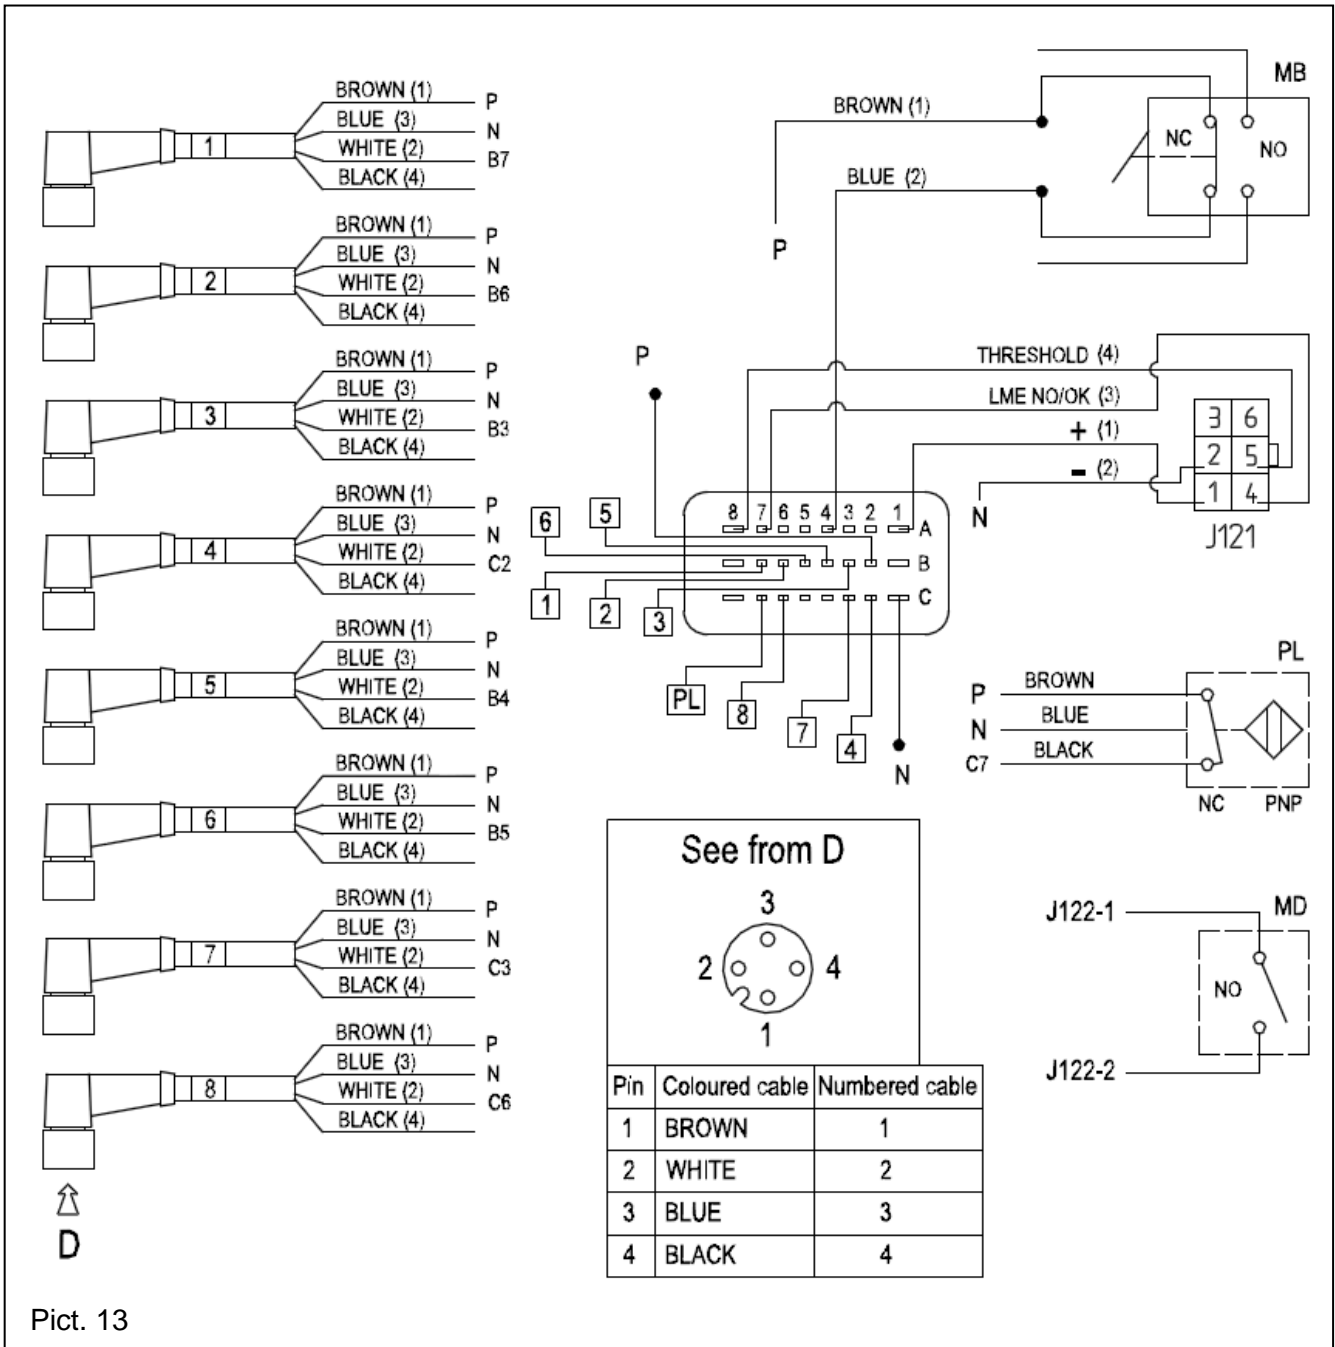 BROWN (1)
P
BLUE (3)
N
1
WHITE (2)
B7
BLACK (4)
BROWN (1)
P
BLUE (3)
N
2
WHITE (2)
B6
BLACK (4)
BROWN (1)
P
BLUE (3)
N
3
WHITE (2)
B3
BLACK (4)
BROWN (1)
P
BLUE (3)
N
4
WHITE (2)
C2
BLACK (4)
BROWN (1)
P
BLUE (3)
N
5
WHITE (2)
B4
BLACK (4)
BROWN (1)
P
BLUE (3)
N
6
WHITE (2)
B5
BLACK (4)
BROWN (1)
P
BLUE (3)
N
7
WHITE (2)
C3
BLACK (4)
BROWN (1)
P
BLUE (3)
N
8
WHITE (2)
C6
BLACK (4)
D
MB
BROWN (1)
NC
NO
BLUE (2)
P
P
THRESHOLD (4)
LME NO/OK (3)
+ (1)
- (2)
N
3 6
2 5
1 4
J121
8 7 6 5 4 3 2 1 A
B
C
6
5
1
2
3
PL
8
7
4
N
PL
P BROWN
N BLUE
C7 BLACK
NC PNP
See from D
3
2 4
1
Pin Coloured cable Numbered cable
1 BROWN 1
2 WHITE 2
3 BLUE 3
4 BLACK 4
J122-1
MD
NO
J122-2
Pict. 13